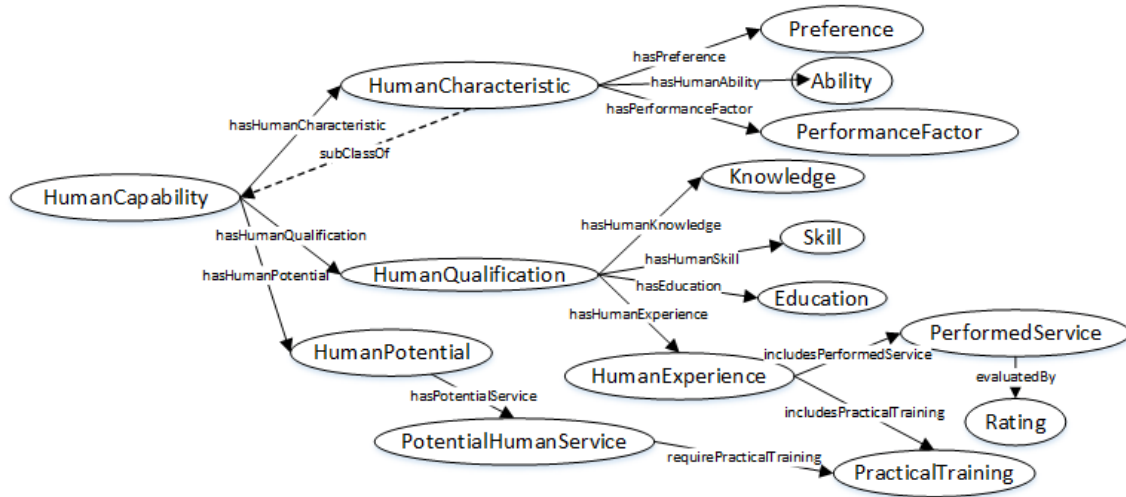 Preference
hasPreference
HumanCharacteristic
hasHumanAbility
Ability
hasPerformanceFactor
PerformanceFactor
hasHumanCharacteristic
subClassOf
Knowledge
HumanCapability
hasHumanKnowledge
hasHumanQualification
Skill
hasHumanSkill
hasHumanPotential
HumanQualification
hasEducation
Education
hasHumanExperience
PerformedService
HumanPotential
includesPerformedService
HumanExperience
evaluatedBy
hasPotentialService
includesPracticalTraining
Rating
PotentialHumanService
requirePracticalTraining
PracticalTraining